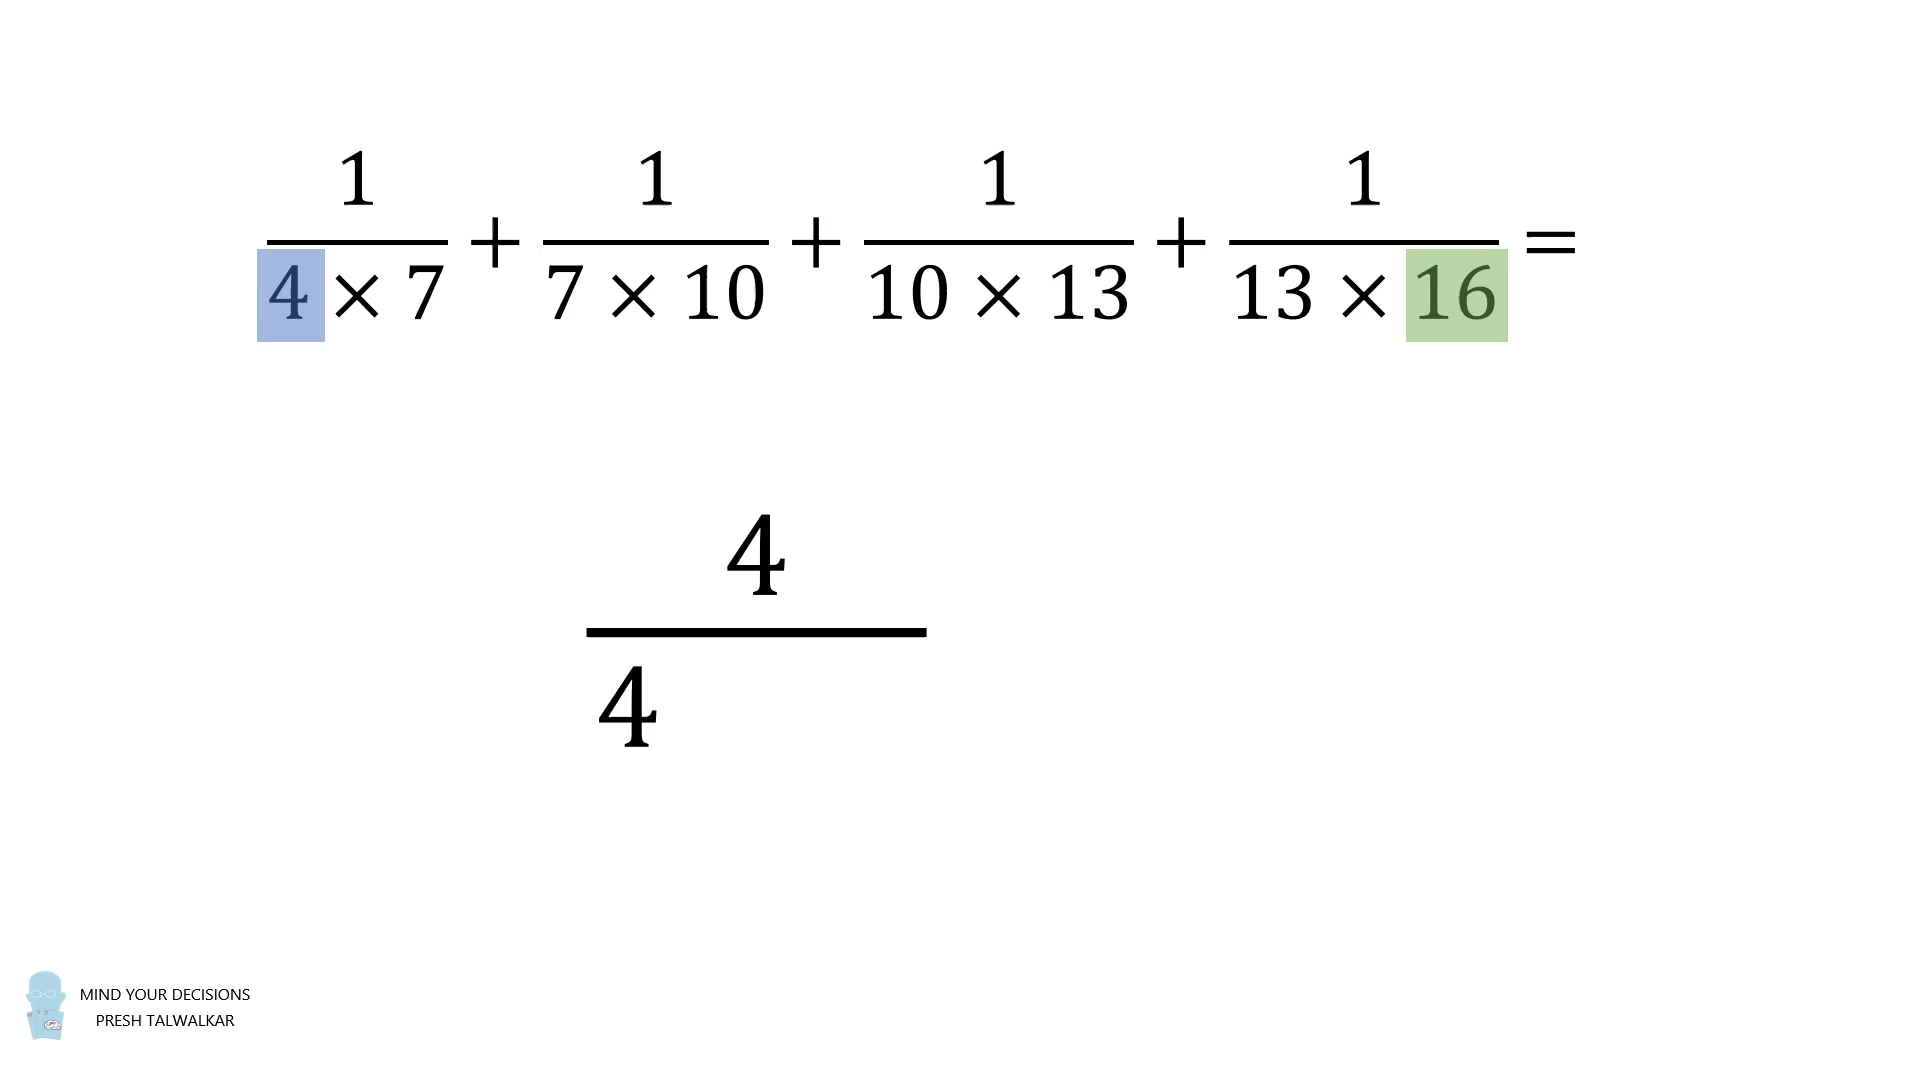 1/(4 × 7) + 1/(7 × 10) + 1/(10 × 13) + 1/(13 × 16) =
4
4
MIND YOUR DECISIONS
PRESH TALWALKAR